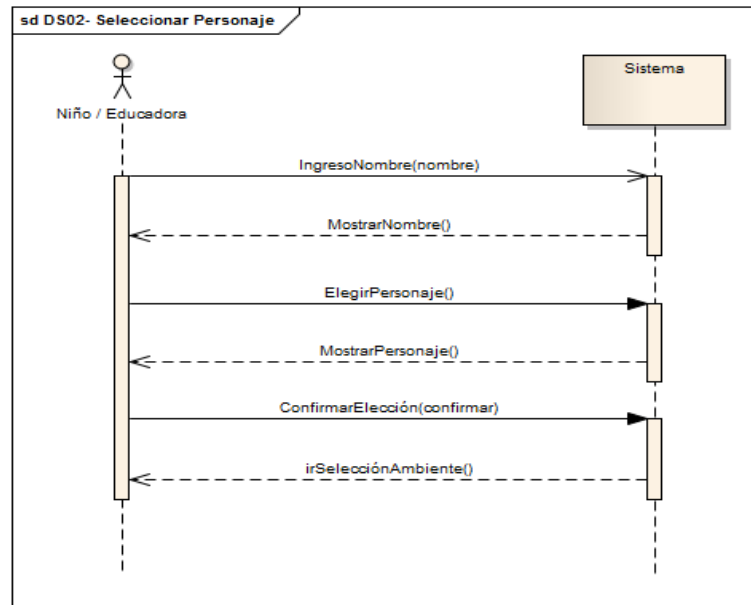 sd DS02- Seleccionar Personaje
Niño / Educadora
Sistema
IngresoNombre(nombre)
MostrarNombre()
ElegirPersonaje()
MostrarPersonaje()
ConfirmarElección(confirmar)
irSelecciónAmbiente()